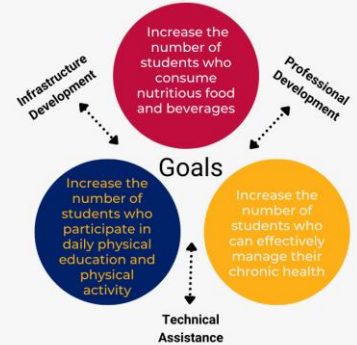 Increase the
number of
students who
consume
nutritious food
and beverages
Infrastructure
Development
Professional
Development
Goals
Increase the
number of
students who
participate in
daily physical
education and
physical
activity
Increase the
number of
students who
can effectively
manage their
chronic health
Technical
Assistance